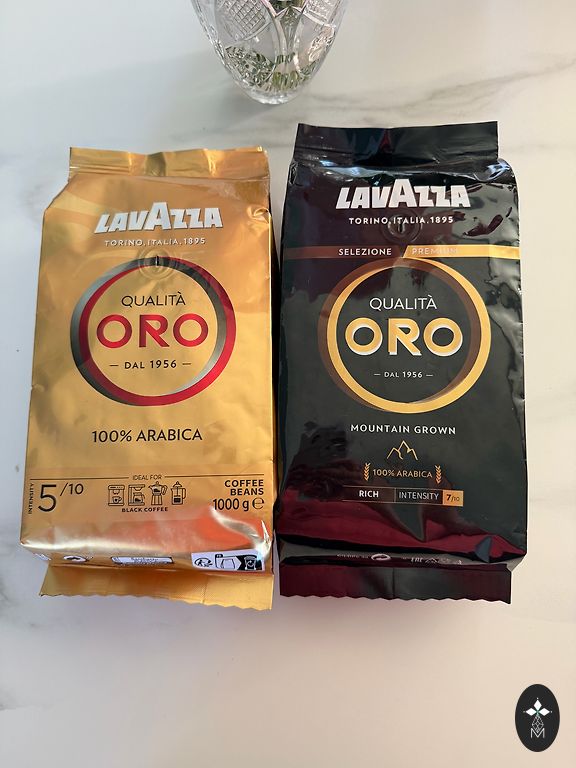 LAVAZZA
TORINO, ITALIA, 1895
QUALITÀ
ORO
— DAL 1956 —
100% ARABICA
INTENSITY
5/10
IDEAL FOR
BLACK COFFEE
COFFEE
BEANS
1000 g ℮
LAVAZZA
TORINO, ITALIA, 1895
SELEZIONE / PREMIUM
QUALITÀ
ORO
— DAL 1956 —
MOUNTAIN GROWN
100% ARABICA
RICH INTENSITY 7/10
M